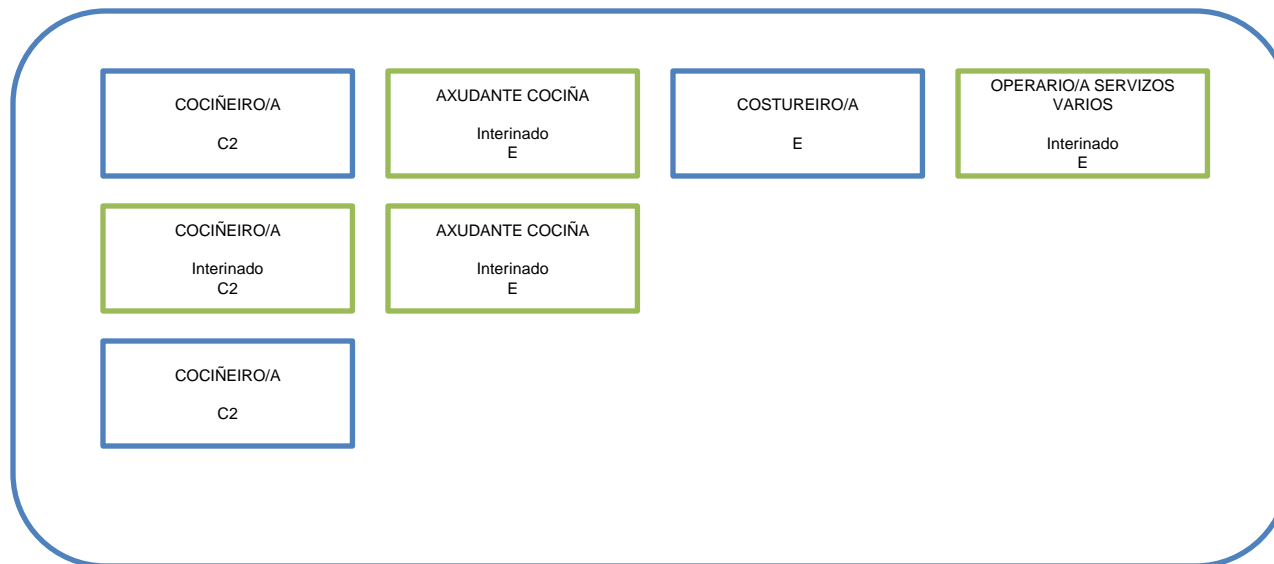 COCIÑEIRO/A
C2
AXUDANTE COCIÑA
Interinado
E
COSTUREIRO/A
E
OPERARIO/A SERVIZOS
VARIOS
Interinado
E
COCIÑEIRO/A
Interinado
C2
AXUDANTE COCIÑA
Interinado
E
COCIÑEIRO/A
C2